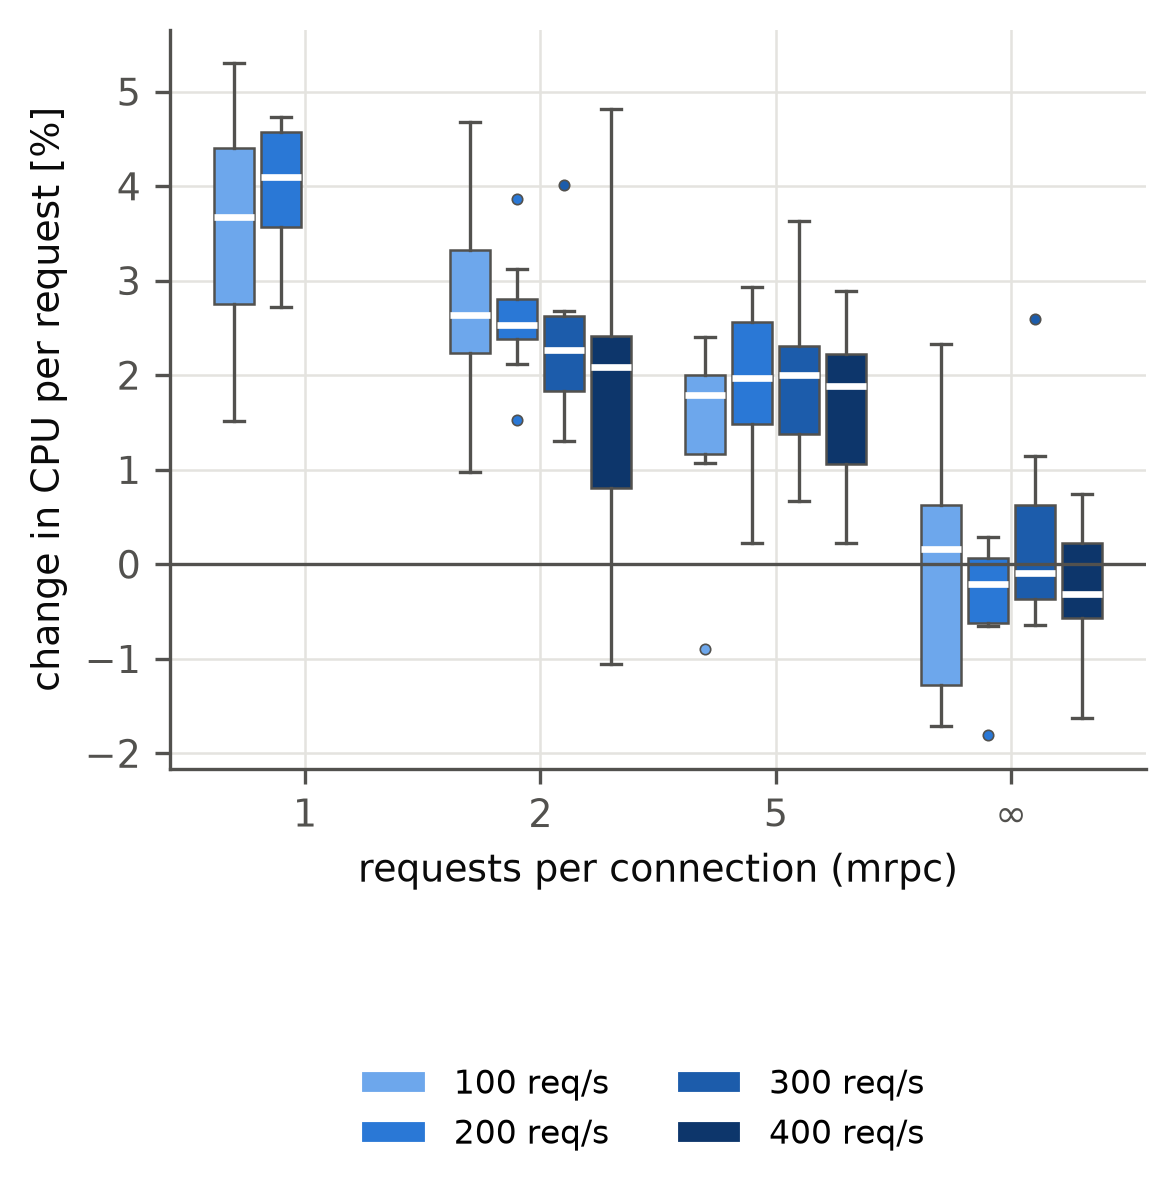 change in CPU per request [%]
5
4
3
2
1
0
−1
−2
1 2 5 ∞
requests per connection (mrpc)
100 req/s 300 req/s
200 req/s 400 req/s